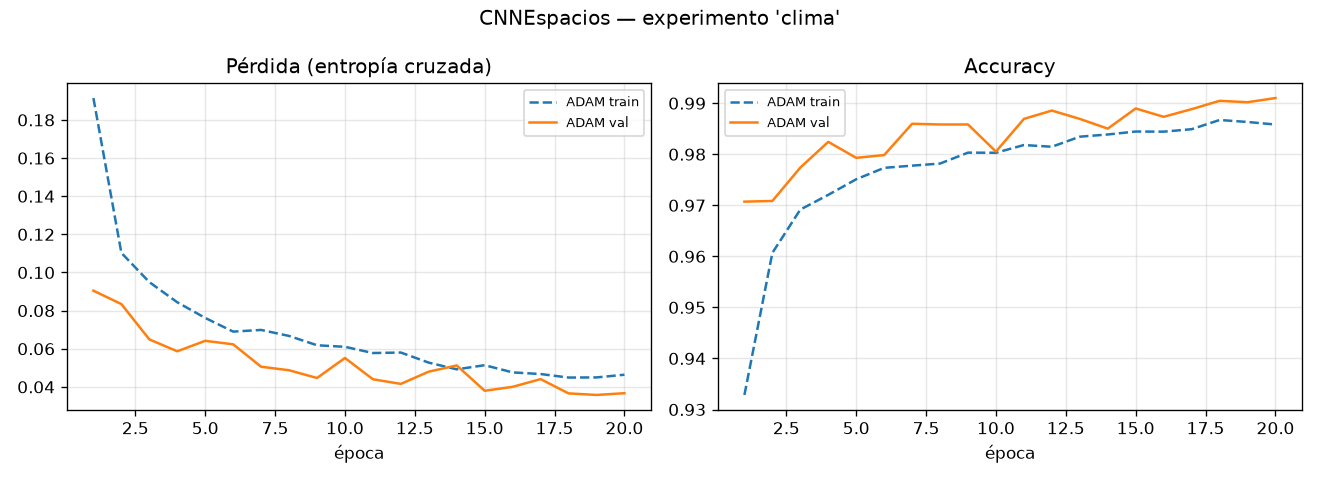 CNNEspacios — experimento 'clima'
Pérdida (entropía cruzada)
ADAM train
ADAM val
0.18
0.16
0.14
0.12
0.10
0.08
0.06
0.04
2.5 5.0 7.5 10.0 12.5 15.0 17.5 20.0
época
Accuracy
ADAM train
ADAM val
0.99
0.98
0.97
0.96
0.95
0.94
0.93
2.5 5.0 7.5 10.0 12.5 15.0 17.5 20.0
época